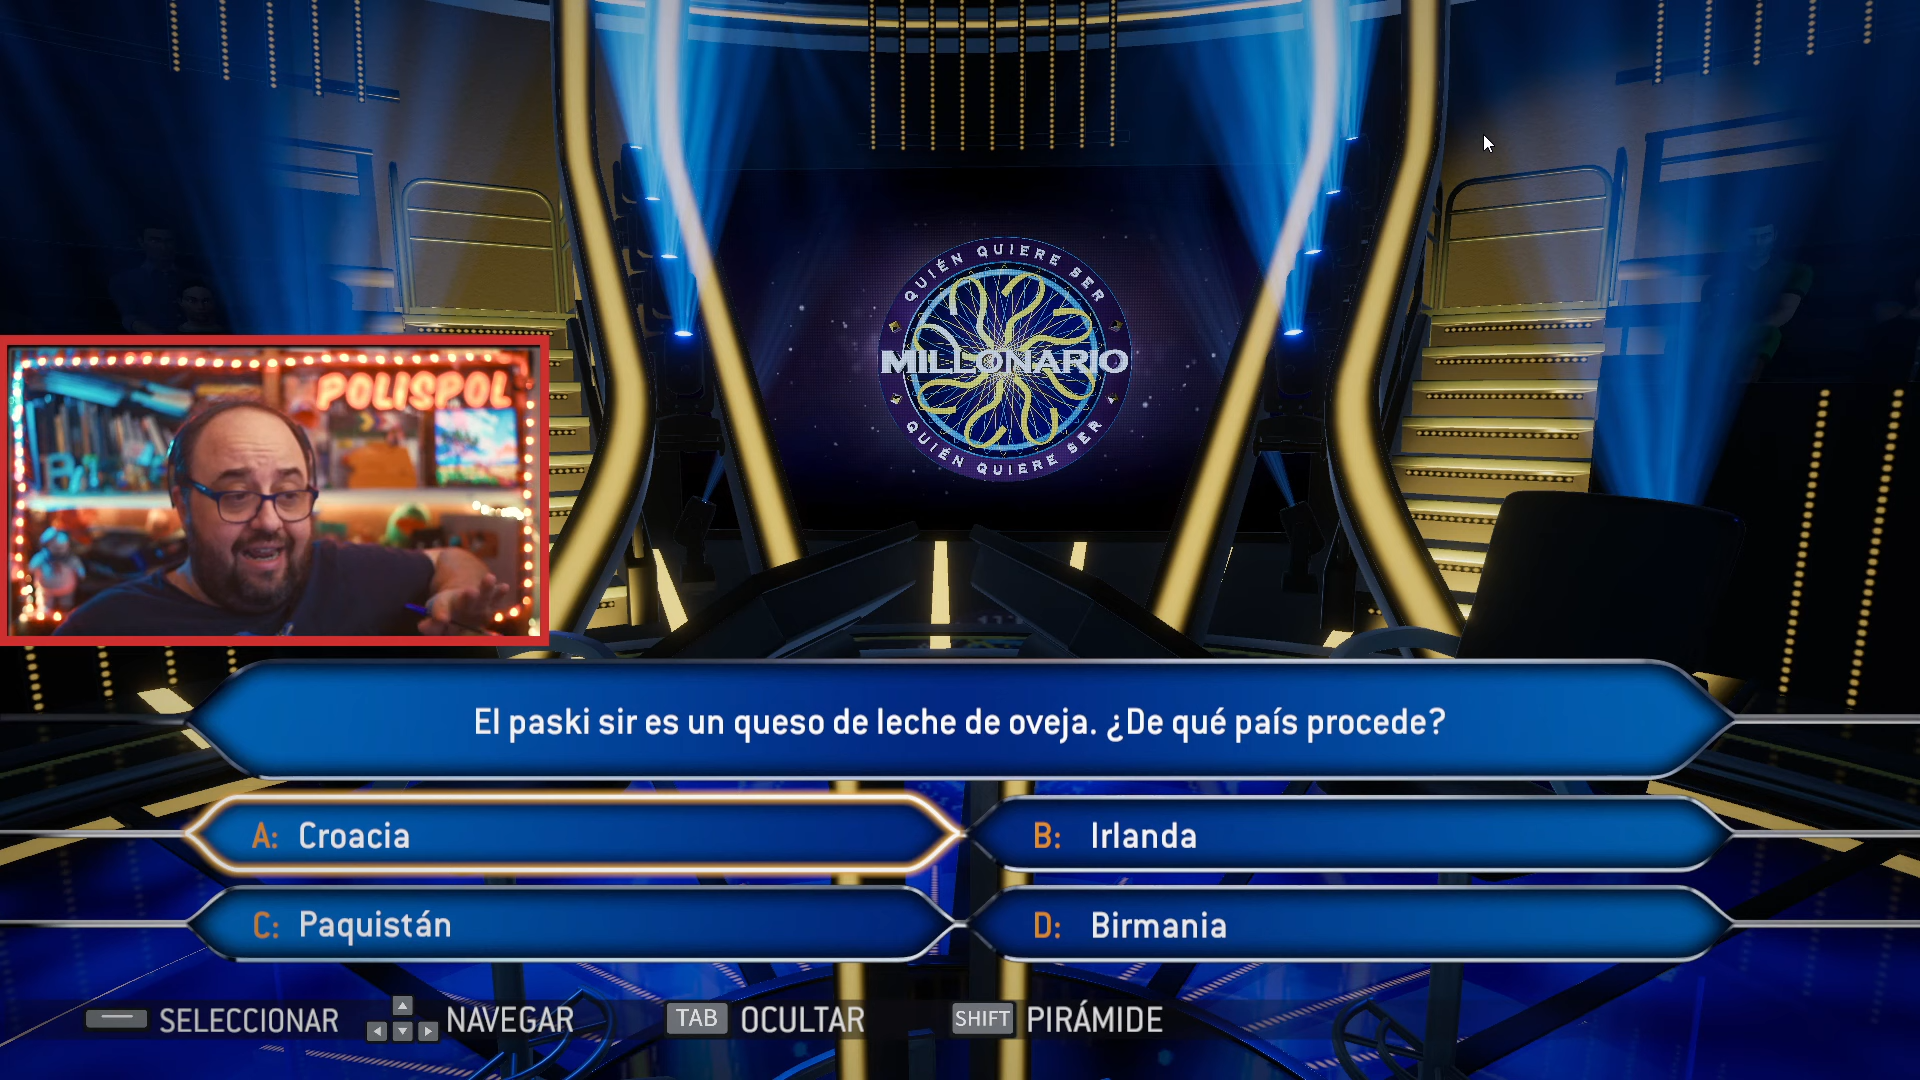 QUIÉN QUIERE SER
MILLONARIO
QUIÉN QUIERE SER
POLISPOL
El paski sir es un queso de leche de oveja. ¿De qué país procede?
A: Croacia
B: Irlanda
C: Paquistán
D: Birmania
SELECCIONAR
NAVEGAR
TAB OCULTAR
SHIFT PIRÁMIDE